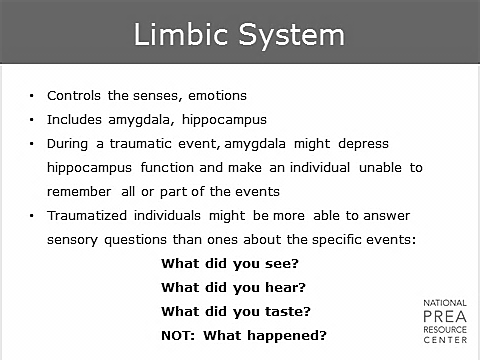 Limbic System
▪ Controls the senses, emotions
▪ Includes amygdala, hippocampus
▪ During a traumatic event, amygdala might depress
hippocampus function and make an individual unable to
remember all or part of the events
▪ Traumatized individuals might be more able to answer
sensory questions than ones about the specific events:
What did you see?
What did you hear?
What did you taste?
NOT: What happened?
NATIONAL
PREA
RESOURCE
CENTER